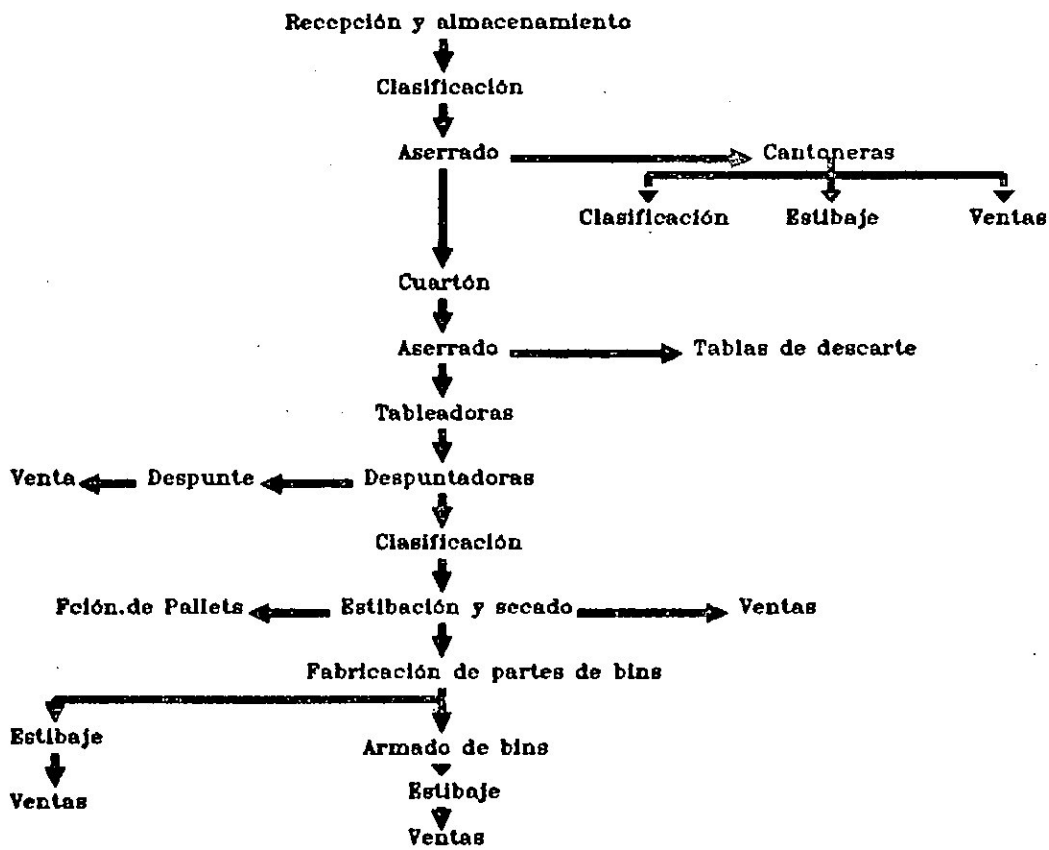 Recepción y almacenamiento
Clasificación
Aserrado
Cantoneras
Clasificación
Estibaje
Ventas
Cuartón
Aserrado
Tablas de descarte
Tableadoras
Venta
Despunte
Despuntadoras
Clasificación
Fción.de Pallets
Estibación y secado
Ventas
Fabricación de partes de bins
Estibaje
Armado de bins
Ventas
Estibaje
Ventas